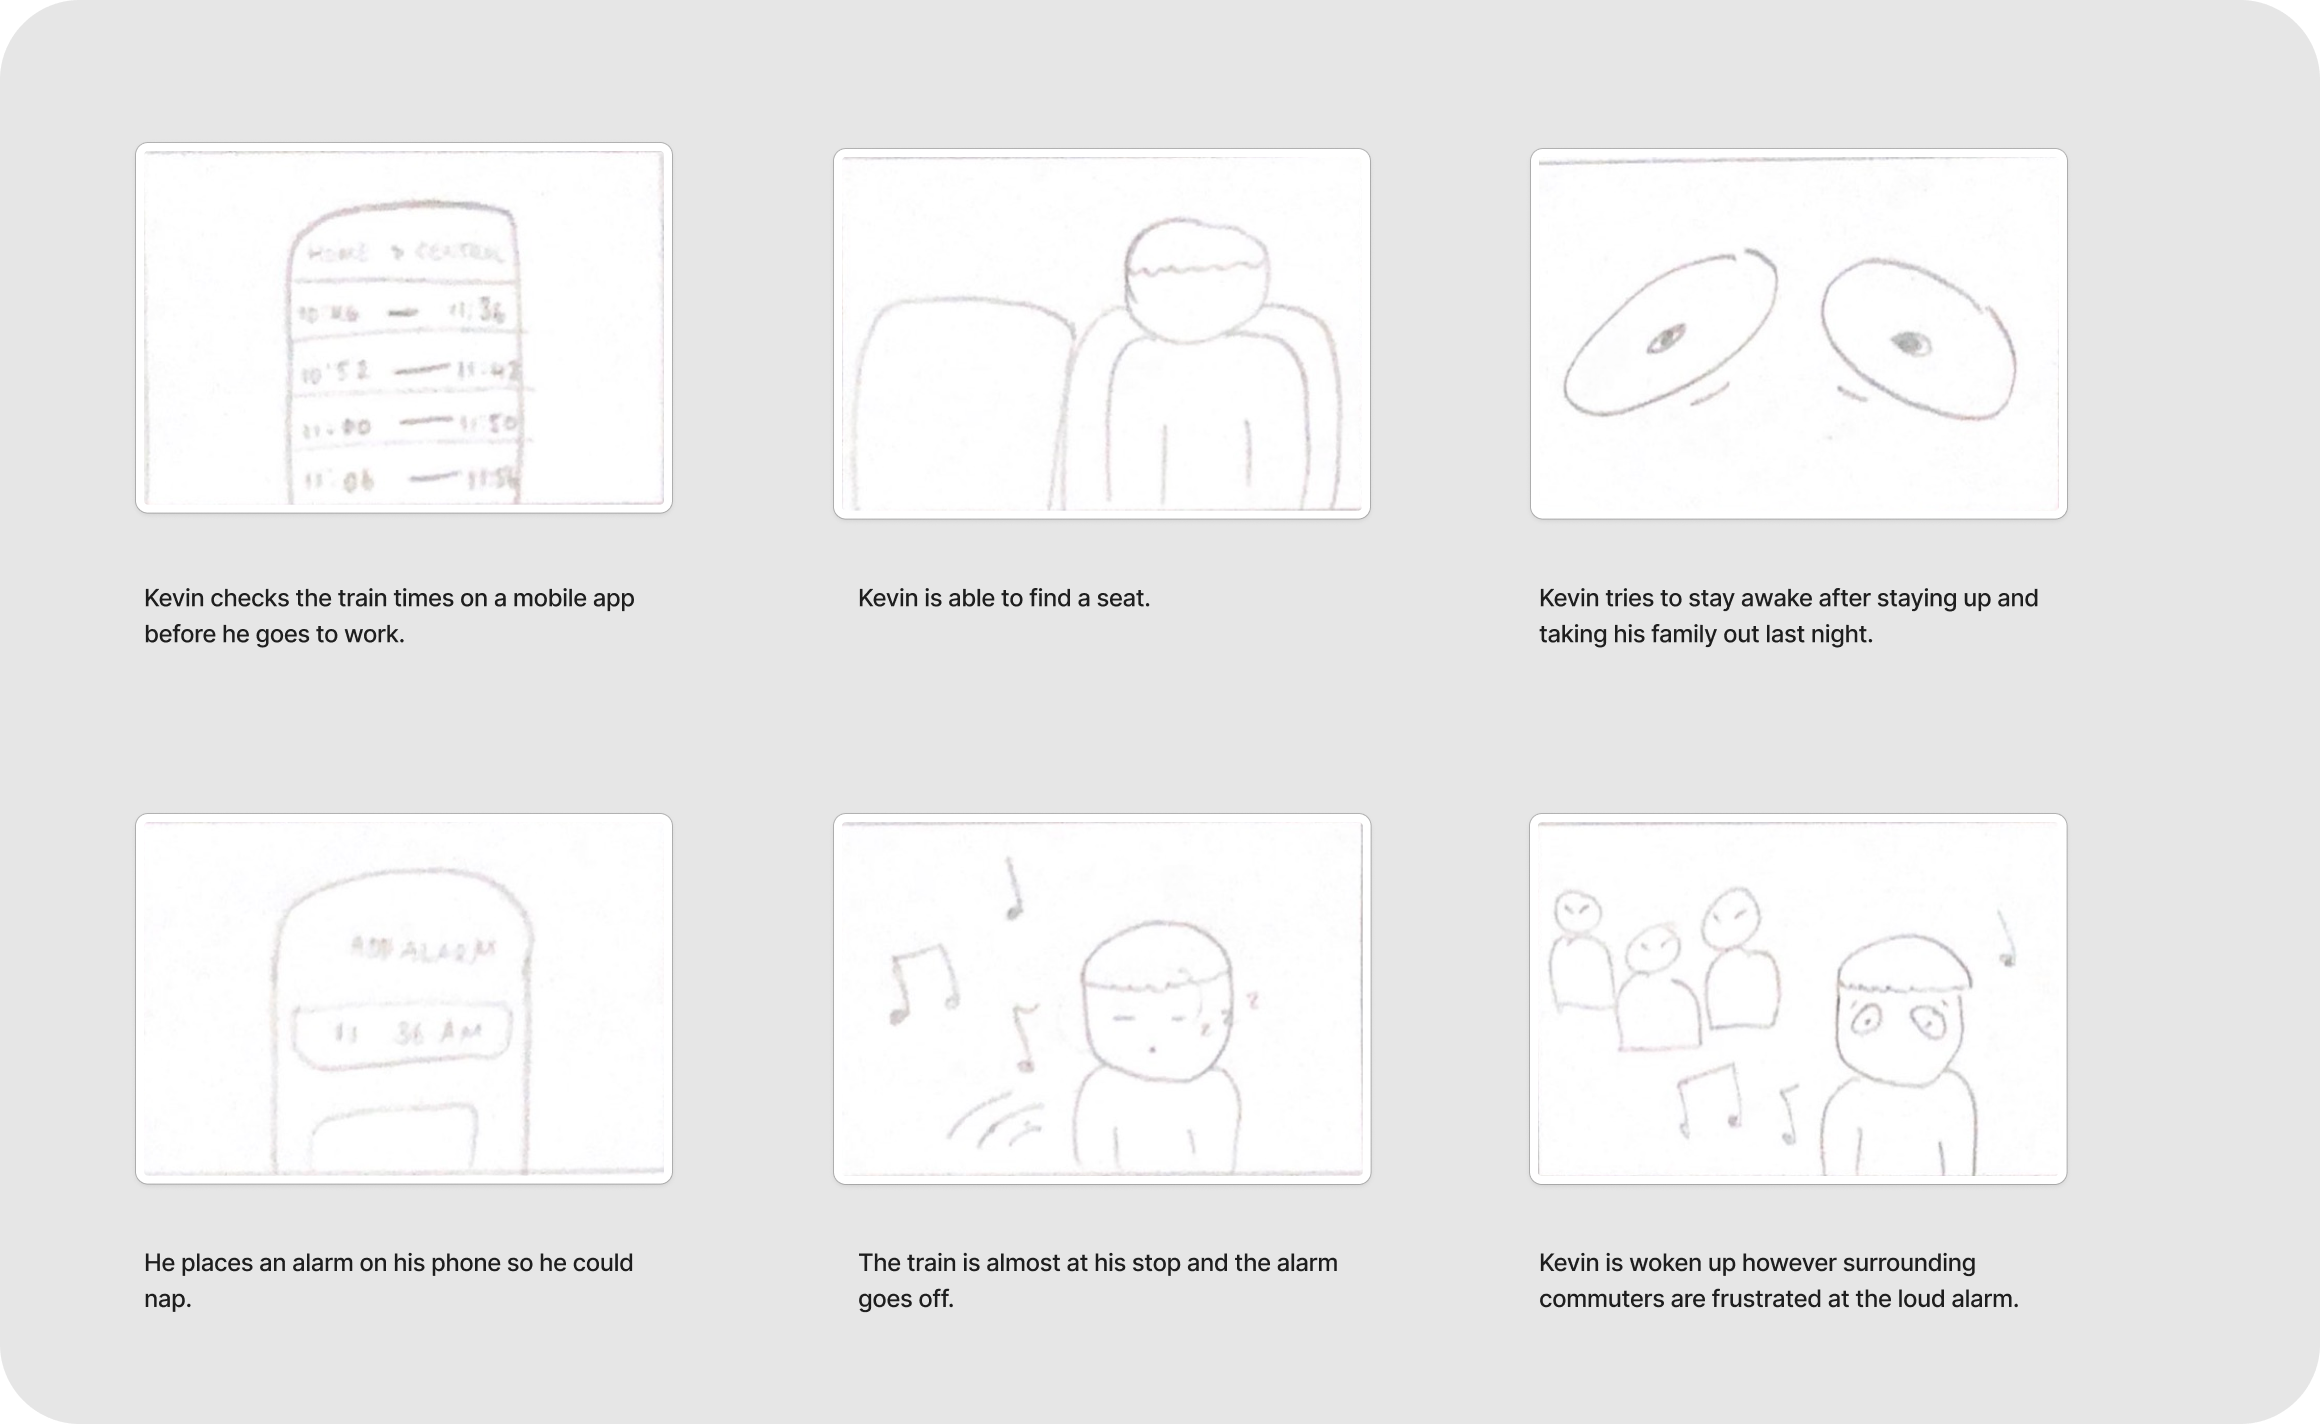 HOME > CENTRAL
11:36
10:52 — 11:42
11:00 — 11:50
11:06 — 11:56
Kevin checks the train times on a mobile app
before he goes to work.
Kevin is able to find a seat.
Kevin tries to stay awake after staying up and
taking his family out last night.
ADD ALARM
11 36 AM
He places an alarm on his phone so he could
nap.
z z z
The train is almost at his stop and the alarm
goes off.
Kevin is woken up however surrounding
commuters are frustrated at the loud alarm.